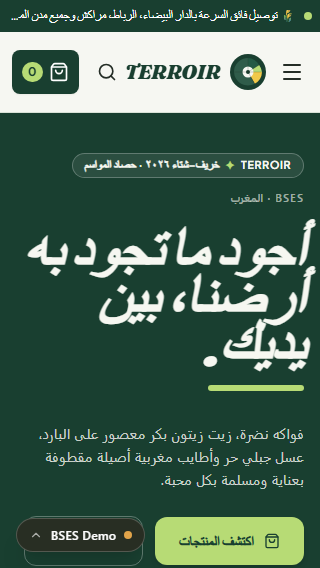 توصيل فائق السرعة بالدار البيضاء، الرباط، مراكش وجميع مدن المـ...
0
TERROIR
TERROIR ✦ خريف-شتاء ٢٠٢٦ · حصاد المواسم
BSES · المغرب
أجود ما تجود به
أرضنا، بين
يديك.
فواكه نضرة، زيت زيتون بكر معصور على البارد،
عسل جبلي حر وأطايب مغربية أصيلة مقطوفة
بعناية ومسلمة بكل محبة.
اكتشف المنتجات
BSES Demo